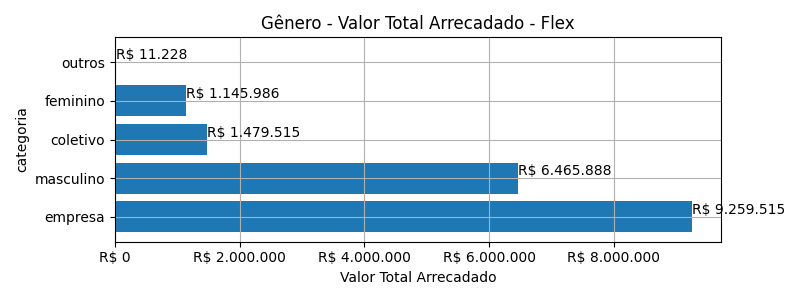 Gênero - Valor Total Arrecadado - Flex
outros
R$ 11.228
feminino
R$ 1.145.986
coletivo
R$ 1.479.515
masculino
R$ 6.465.888
empresa
R$ 9.259.515
categoria
R$ 0
R$ 2.000.000
R$ 4.000.000
R$ 6.000.000
R$ 8.000.000
Valor Total Arrecadado